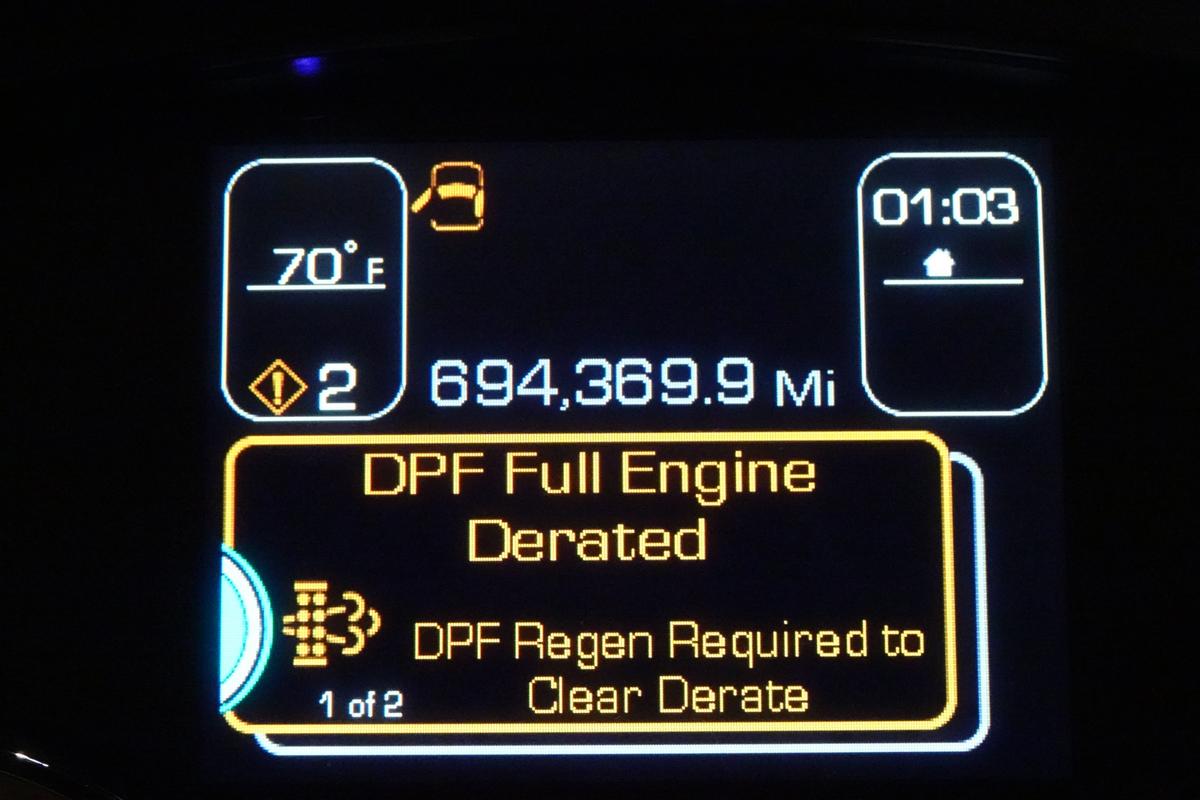 70°F
01:03
2
694,369.9 Mi
DPF Full Engine
Derated
DPF Regen Required to
Clear Derate
1 of 2